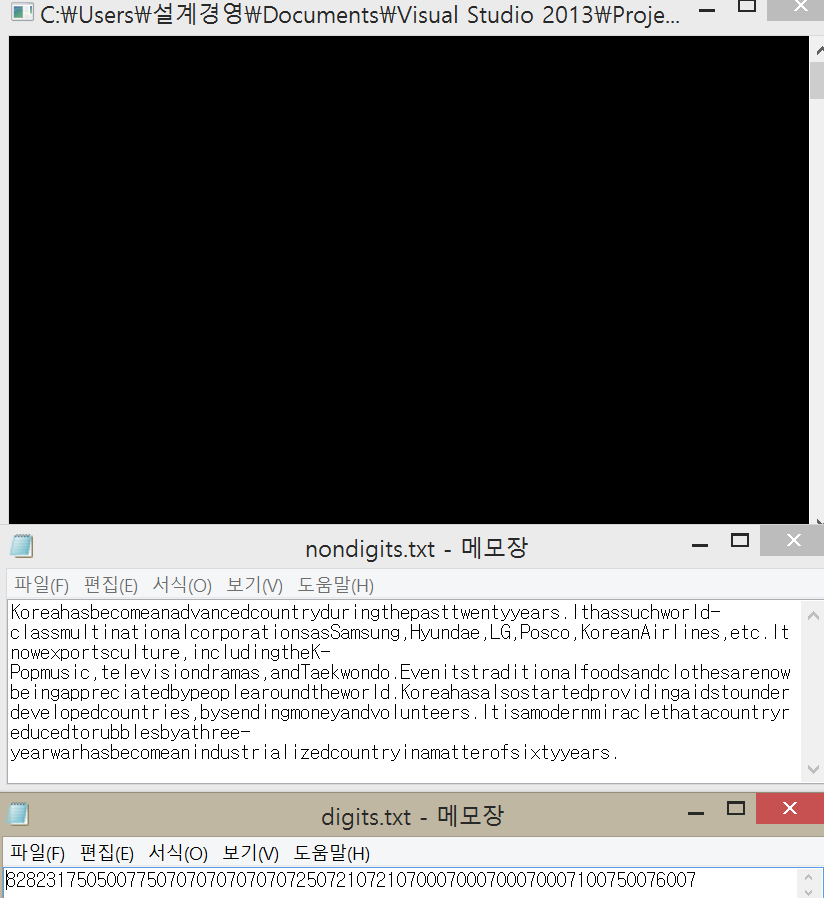 C:₩Users₩설계경영₩Documents₩Visual Studio 2013₩Proje...
nondigits.txt - 메모장
파일(F) 편집(E) 서식(O) 보기(V) 도움말(H)
Koreahasbecomeanadvancedcountryduringthepasttwentyyears.Ithassuchworld-
classmultinationalcorporationsasSamsung,Hyundae,LG,Posco,KoreanAirlines,etc.It
nowexportsculture,includingtheK-
Popmusic,televisiondramas,andTaekwondo.Evenitstraditionalfoodsandclothesarenow
beingappreciatedbypeoplearoundtheworld.Koreahasalsostartedprovidingaidstounder
developedcountries,bysendingmoneyandvolunteers.Itisamodernmiraclethatacountryr
educedtorubblesbyathree-
yearwarhasbecomeanindustrializedcountryinamatterofsixtyyears.
digits.txt - 메모장
파일(F) 편집(E) 서식(O) 보기(V) 도움말(H)
828231750500775070707070707072507210721070007000700070007100750076007